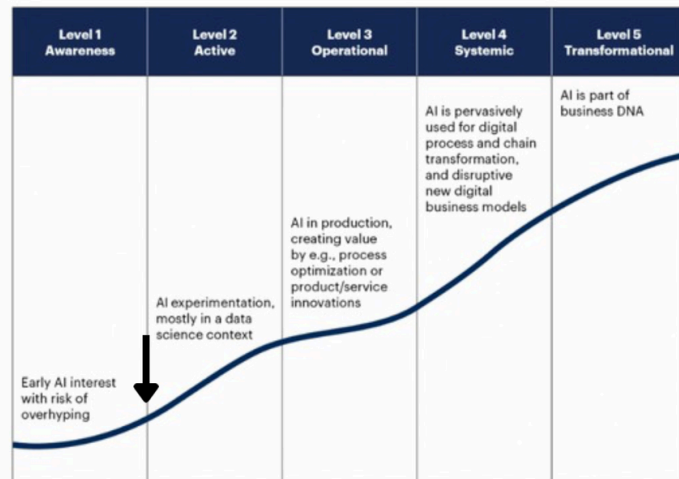 Level 1
Awareness
Level 2
Active
Level 3
Operational
Level 4
Systemic
Level 5
Transformational
Early AI interest
with risk of
overhyping
AI experimentation,
mostly in a data
science context
AI in production,
creating value
by e.g., process
optimization or
product/service
innovations
AI is pervasively
used for digital
process and chain
transformation,
and disruptive
new digital
business models
AI is part of
business DNA